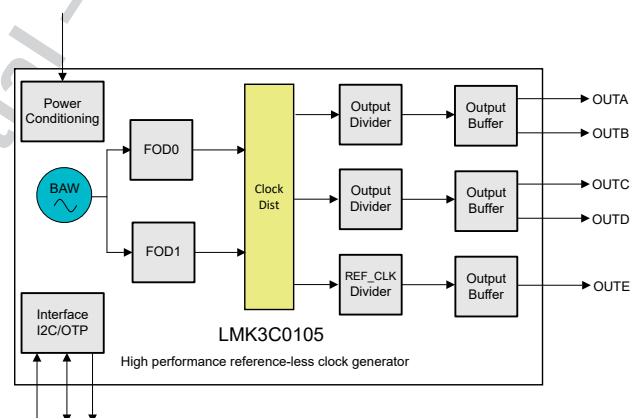 Power
Conditioning
BAW
FOD0
FOD1
Clock
Dist
Output
Divider
Output
Buffer
OUTA
OUTB
Output
Divider
Output
Buffer
OUTC
OUTD
REF_CLK
Divider
Output
Buffer
OUTE
Interface
I2C/OTP
LMK3C0105
High performance reference-less clock generator